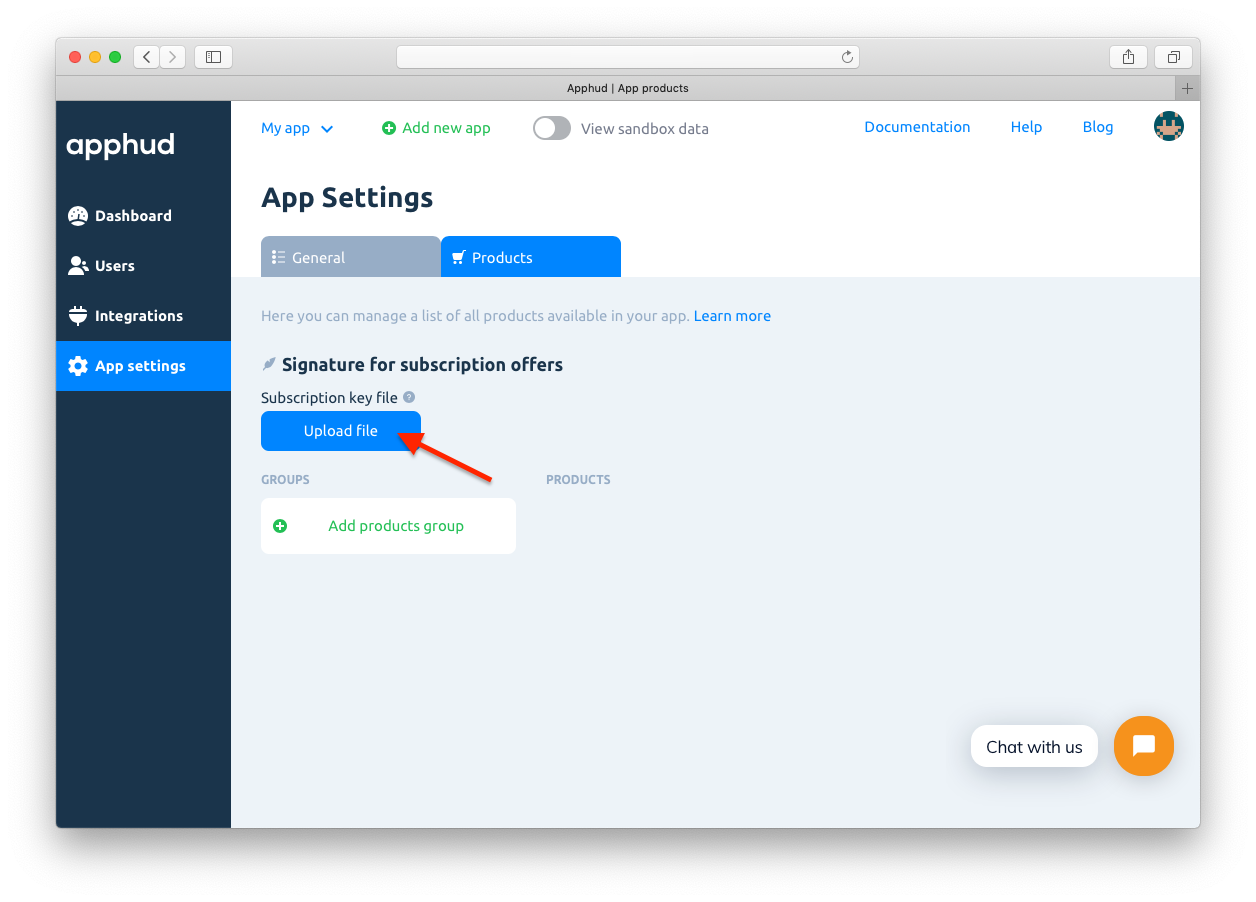 Apphud | App products
apphud
My app
Add new app
View sandbox data
Documentation
Help
Blog
Dashboard
Users
Integrations
App settings
App Settings
General
Products
Here you can manage a list of all products available in your app. Learn more
Signature for subscription offers
Subscription key file ?
Upload file
GROUPS
PRODUCTS
Add products group
Chat with us